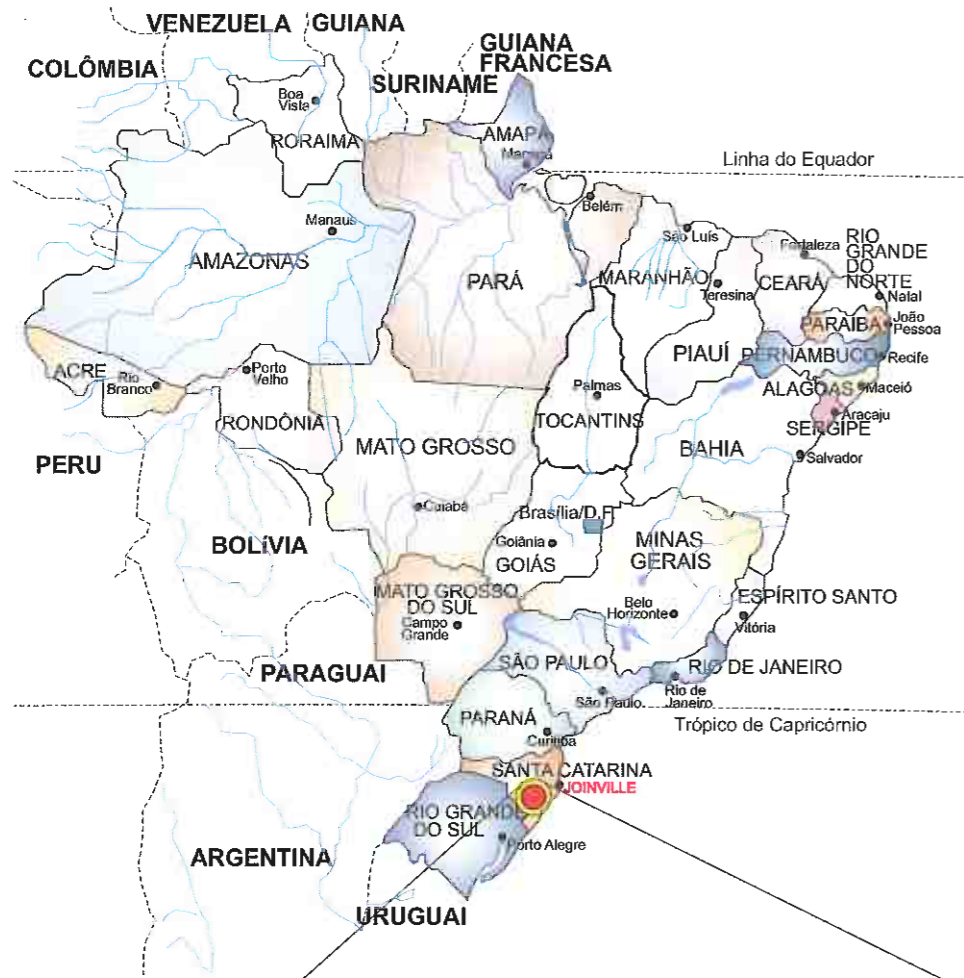 VENEZUELA
GUIANA
GUIANA
FRANCESA
COLÔMBIA
SURINAME
Boa
Vista
RORAIMA
AMAPÁ
Macapá
Linha do Equador
Belém
Manaus
São Luís
Fortaleza
RIO
GRANDE
DO
NORTE
AMAZONAS
PARÁ
MARANHÃO
Teresina
CEARÁ
Natal
PARAÍBA
João
Pessoa
PIAUÍ
PERNAMBUCO
Recife
ACRE
Rio
Branco
Porto
Velho
Palmas
ALAGOAS
Maceió
RONDÔNIA
TOCANTINS
Aracaju
SERGIPE
MATO GROSSO
BAHIA
Salvador
PERU
Cuiabá
Brasília/D.F
BOLÍVIA
Goiânia
GOIÁS
MINAS
GERAIS
MATO GROSSO
DO SUL
Campo
Grande
Belo
Horizonte
ESPÍRITO SANTO
Vitória
PARAGUAI
SÃO PAULO
RIO DE JANEIRO
São Paulo
Rio de
Janeiro
PARANÁ
Curitiba
Trópico de Capricórnio
SANTA CATARINA
JOINVILLE
RIO GRANDE
DO SUL
Porto Alegre
ARGENTINA
URUGUAI